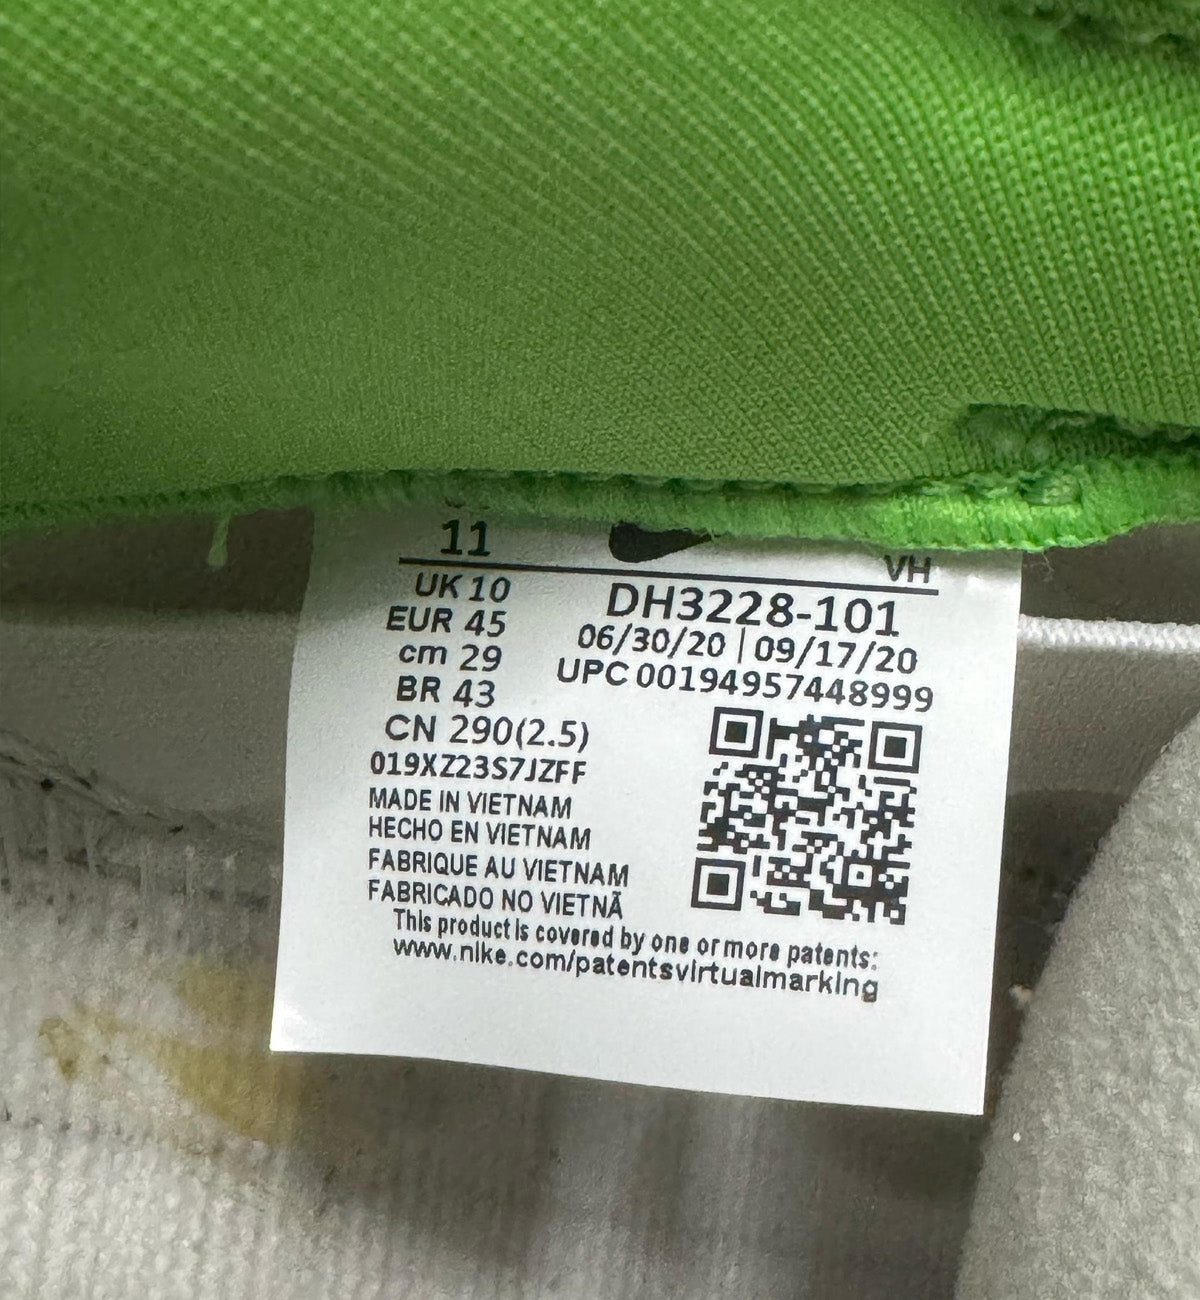 11
VH
UK 10
EUR 45
cm 29
BR 43
CN 290(2.5)
019XZ23S7JZFF
DH3228-101
06/30/20 | 09/17/20
UPC 00194957448999
MADE IN VIETNAM
HECHO EN VIETNAM
FABRIQUE AU VIETNAM
FABRICADO NO VIETNÃ
This product is covered by one or more patents:
www.nike.com/patentsvirtualmarking